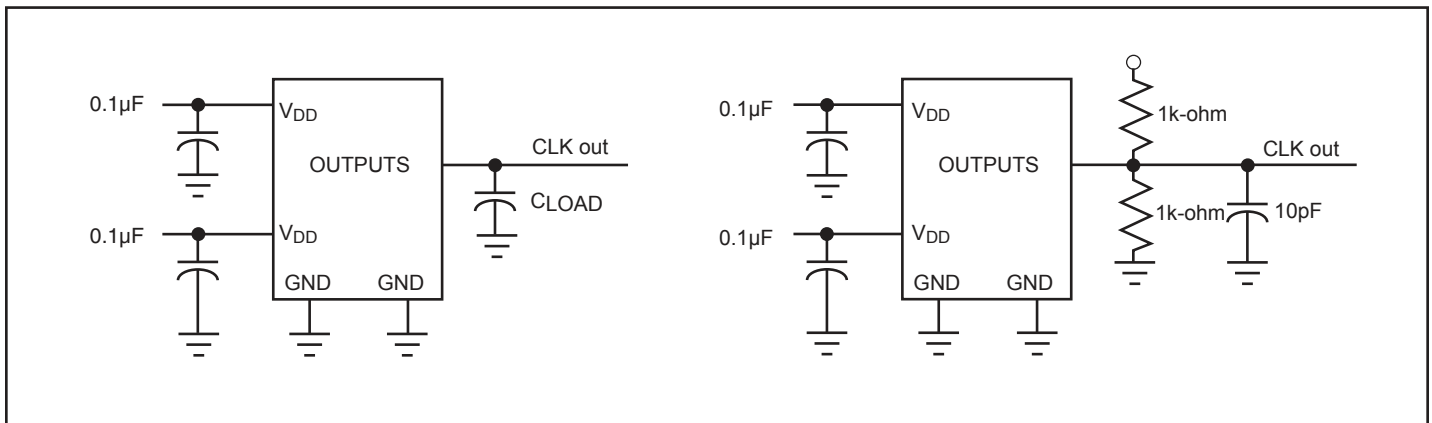 0.1µF
VDD
OUTPUTS
CLK out
CLOAD
0.1µF
VDD
GND GND
0.1µF
VDD
1k-ohm
OUTPUTS
CLK out
1k-ohm
10pF
0.1µF
VDD
GND GND